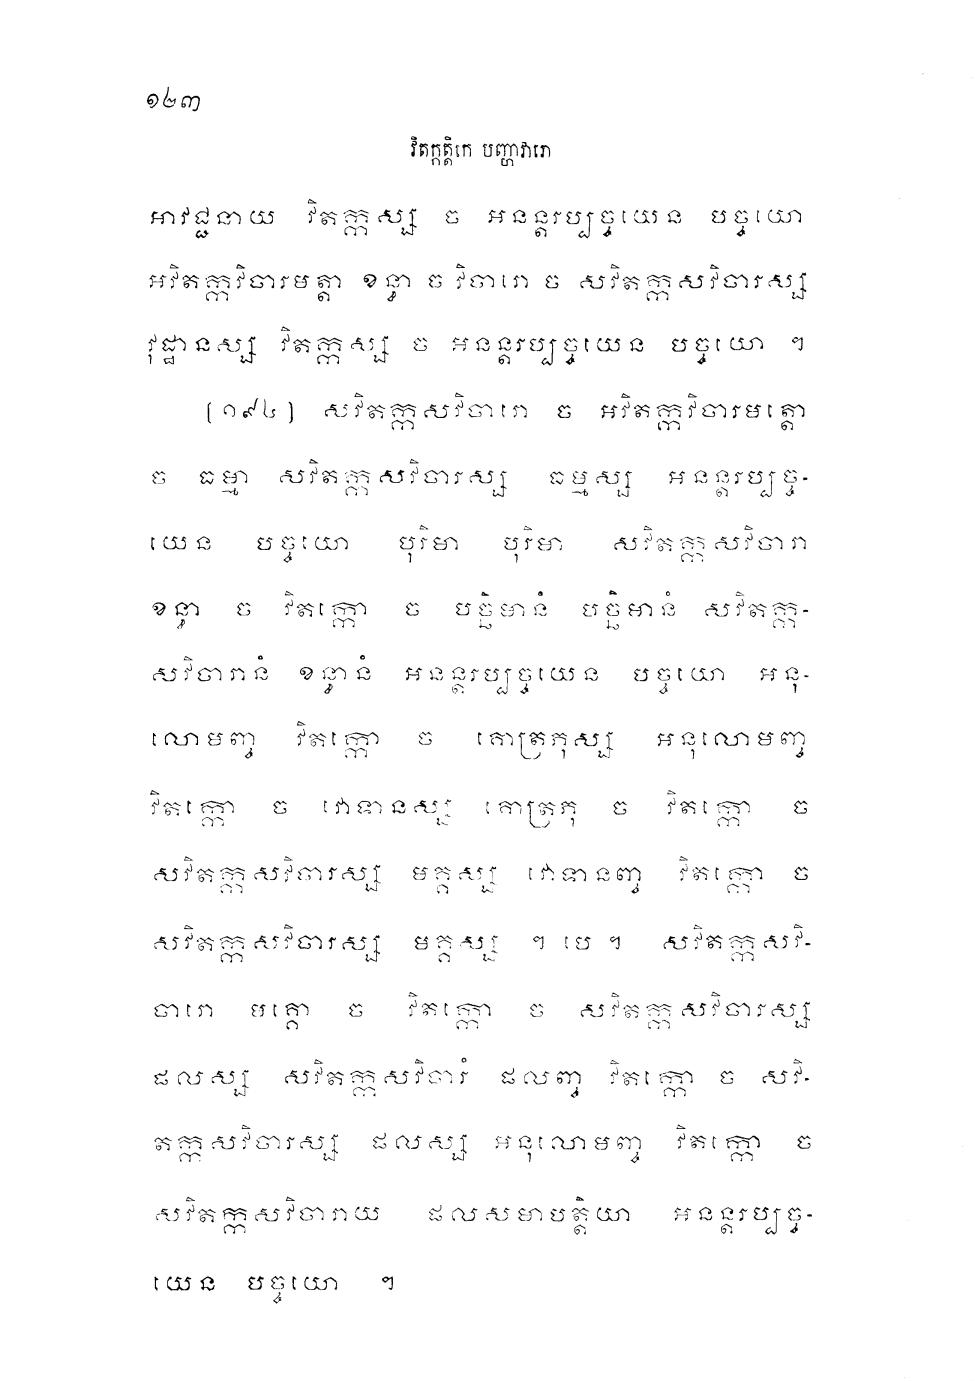 ១២៣
វិតក្កត្តិកេ បញ្ហាវារោ
អាវជ្ជនាយ វិតក្កស្ស ច អនន្តរប្បច្ចយេន បច្ចយោ
អវិតក្កវិចារមត្តា ខន្ធា ច វិចារោ ច សវិតក្កសវិចារស្ស
វុដ្ឋានស្ស វិតក្កស្ស ច អនន្តរប្បច្ចយេន បច្ចយោ ។
(១៩៤) សវិតក្កសវិចារោ ច អវិតក្កវិចារមត្តោ
ច ធម្មា សវិតក្កសវិចារស្ស ធម្មស្ស អនន្តរប្បច្ច-
យេន បច្ចយោ បុរិមា បុរិមា សវិតក្កសវិចារា
ខន្ធា ច វិតក្កោ ច បច្ឆិមានំ បច្ឆិមានំ សវិតក្ក-
សវិចារានំ ខន្ធានំ អនន្តរប្បច្ចយេន បច្ចយោ អនុ-
លោមញ្ច វិតក្កោ ច គោត្រភុស្ស អនុលោមញ្ច
វិតក្កោ ច វោទានស្ស គោត្រភុ ច វិតក្កោ ច
សវិតក្កសវិចារស្ស មគ្គស្ស វោទានញ្ច វិតក្កោ ច
សវិតក្កសវិចារស្ស មគ្គស្ស ។ បេ ។ សវិតក្កសវិ-
ចារោ មគ្គោ ច វិតក្កោ ច សវិតក្កសវិចារស្ស
ផលស្ស សវិតក្កសវិចារំ ផលញ្ច វិតក្កោ ច សវិ-
តក្កសវិចារស្ស ផលស្ស អនុលោមញ្ច វិតក្កោ ច
សវិតក្កសវិចារាយ ផលសមាបត្តិយា អនន្តរប្បច្ច-
យេន បច្ចយោ ។